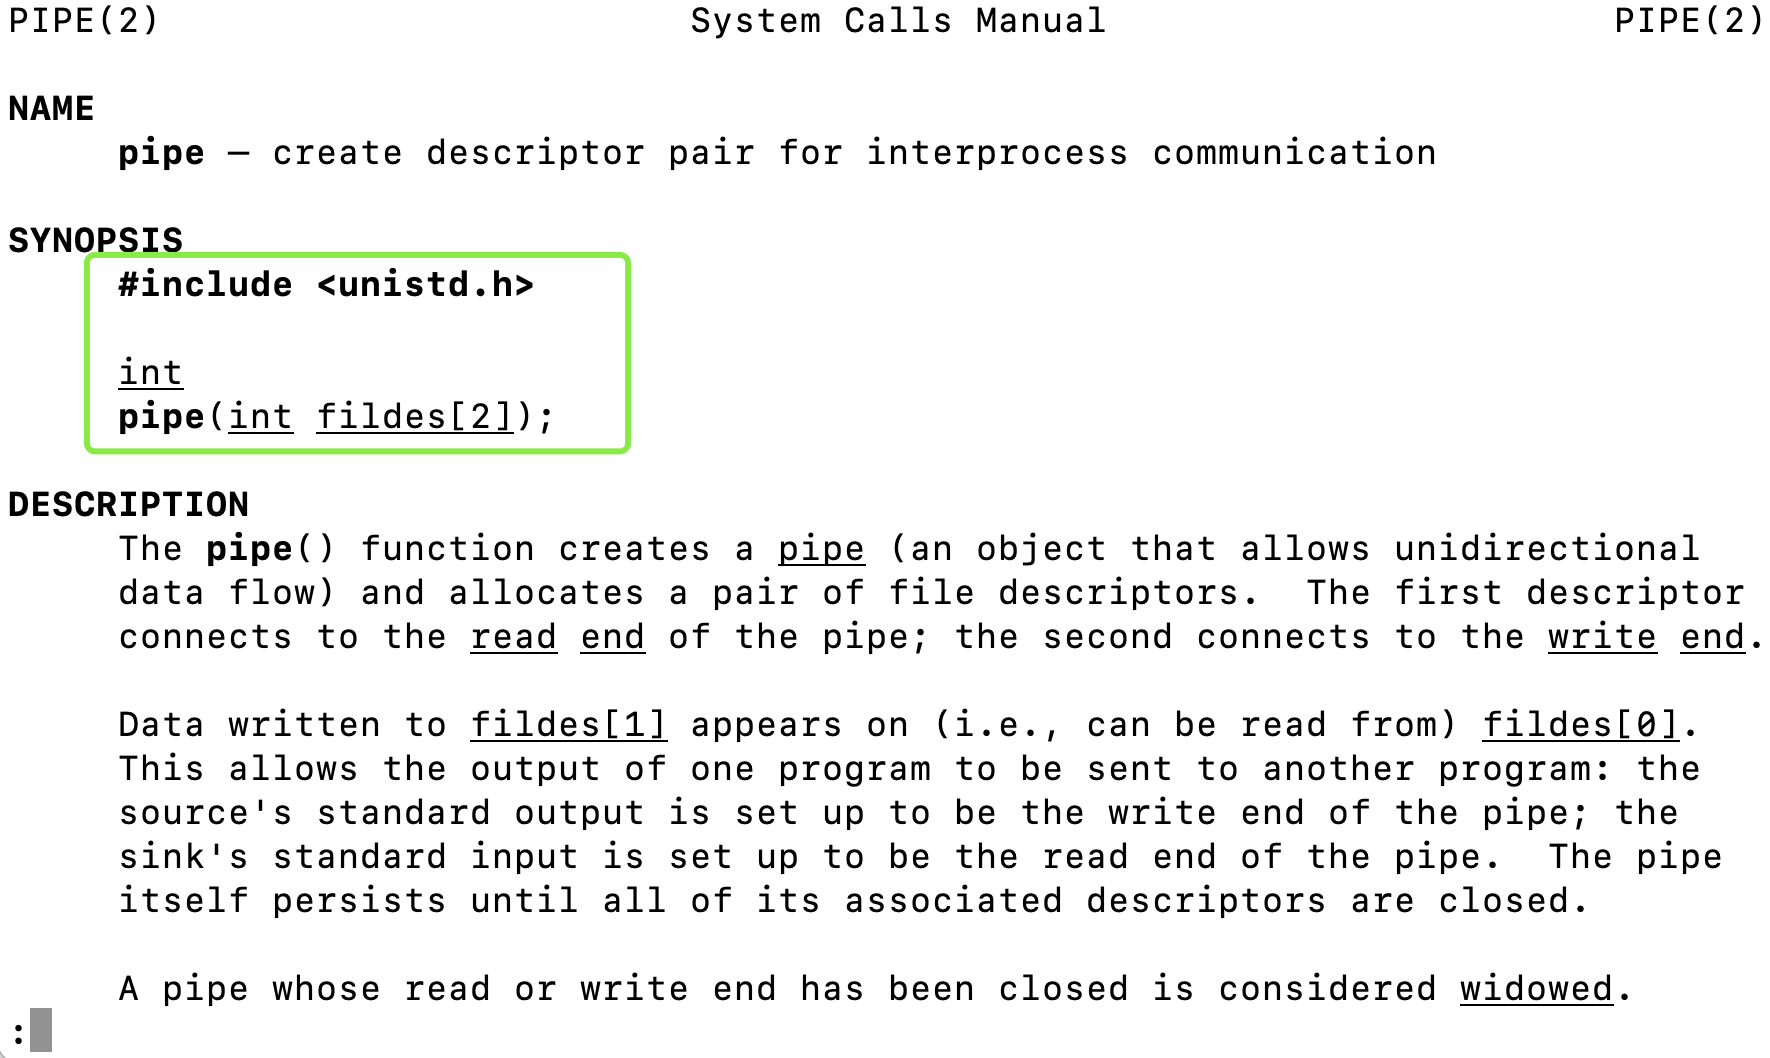 PIPE(2) System Calls Manual PIPE(2)
NAME
pipe – create descriptor pair for interprocess communication
SYNOPSIS
#include <unistd.h>
int
pipe(int fildes[2]);
DESCRIPTION
The pipe() function creates a pipe (an object that allows unidirectional
data flow) and allocates a pair of file descriptors.  The first descriptor
connects to the read end of the pipe; the second connects to the write end.
Data written to fildes[1] appears on (i.e., can be read from) fildes[0].
This allows the output of one program to be sent to another program: the
source's standard output is set up to be the write end of the pipe; the
sink's standard input is set up to be the read end of the pipe.  The pipe
itself persists until all of its associated descriptors are closed.
A pipe whose read or write end has been closed is considered widowed.
: